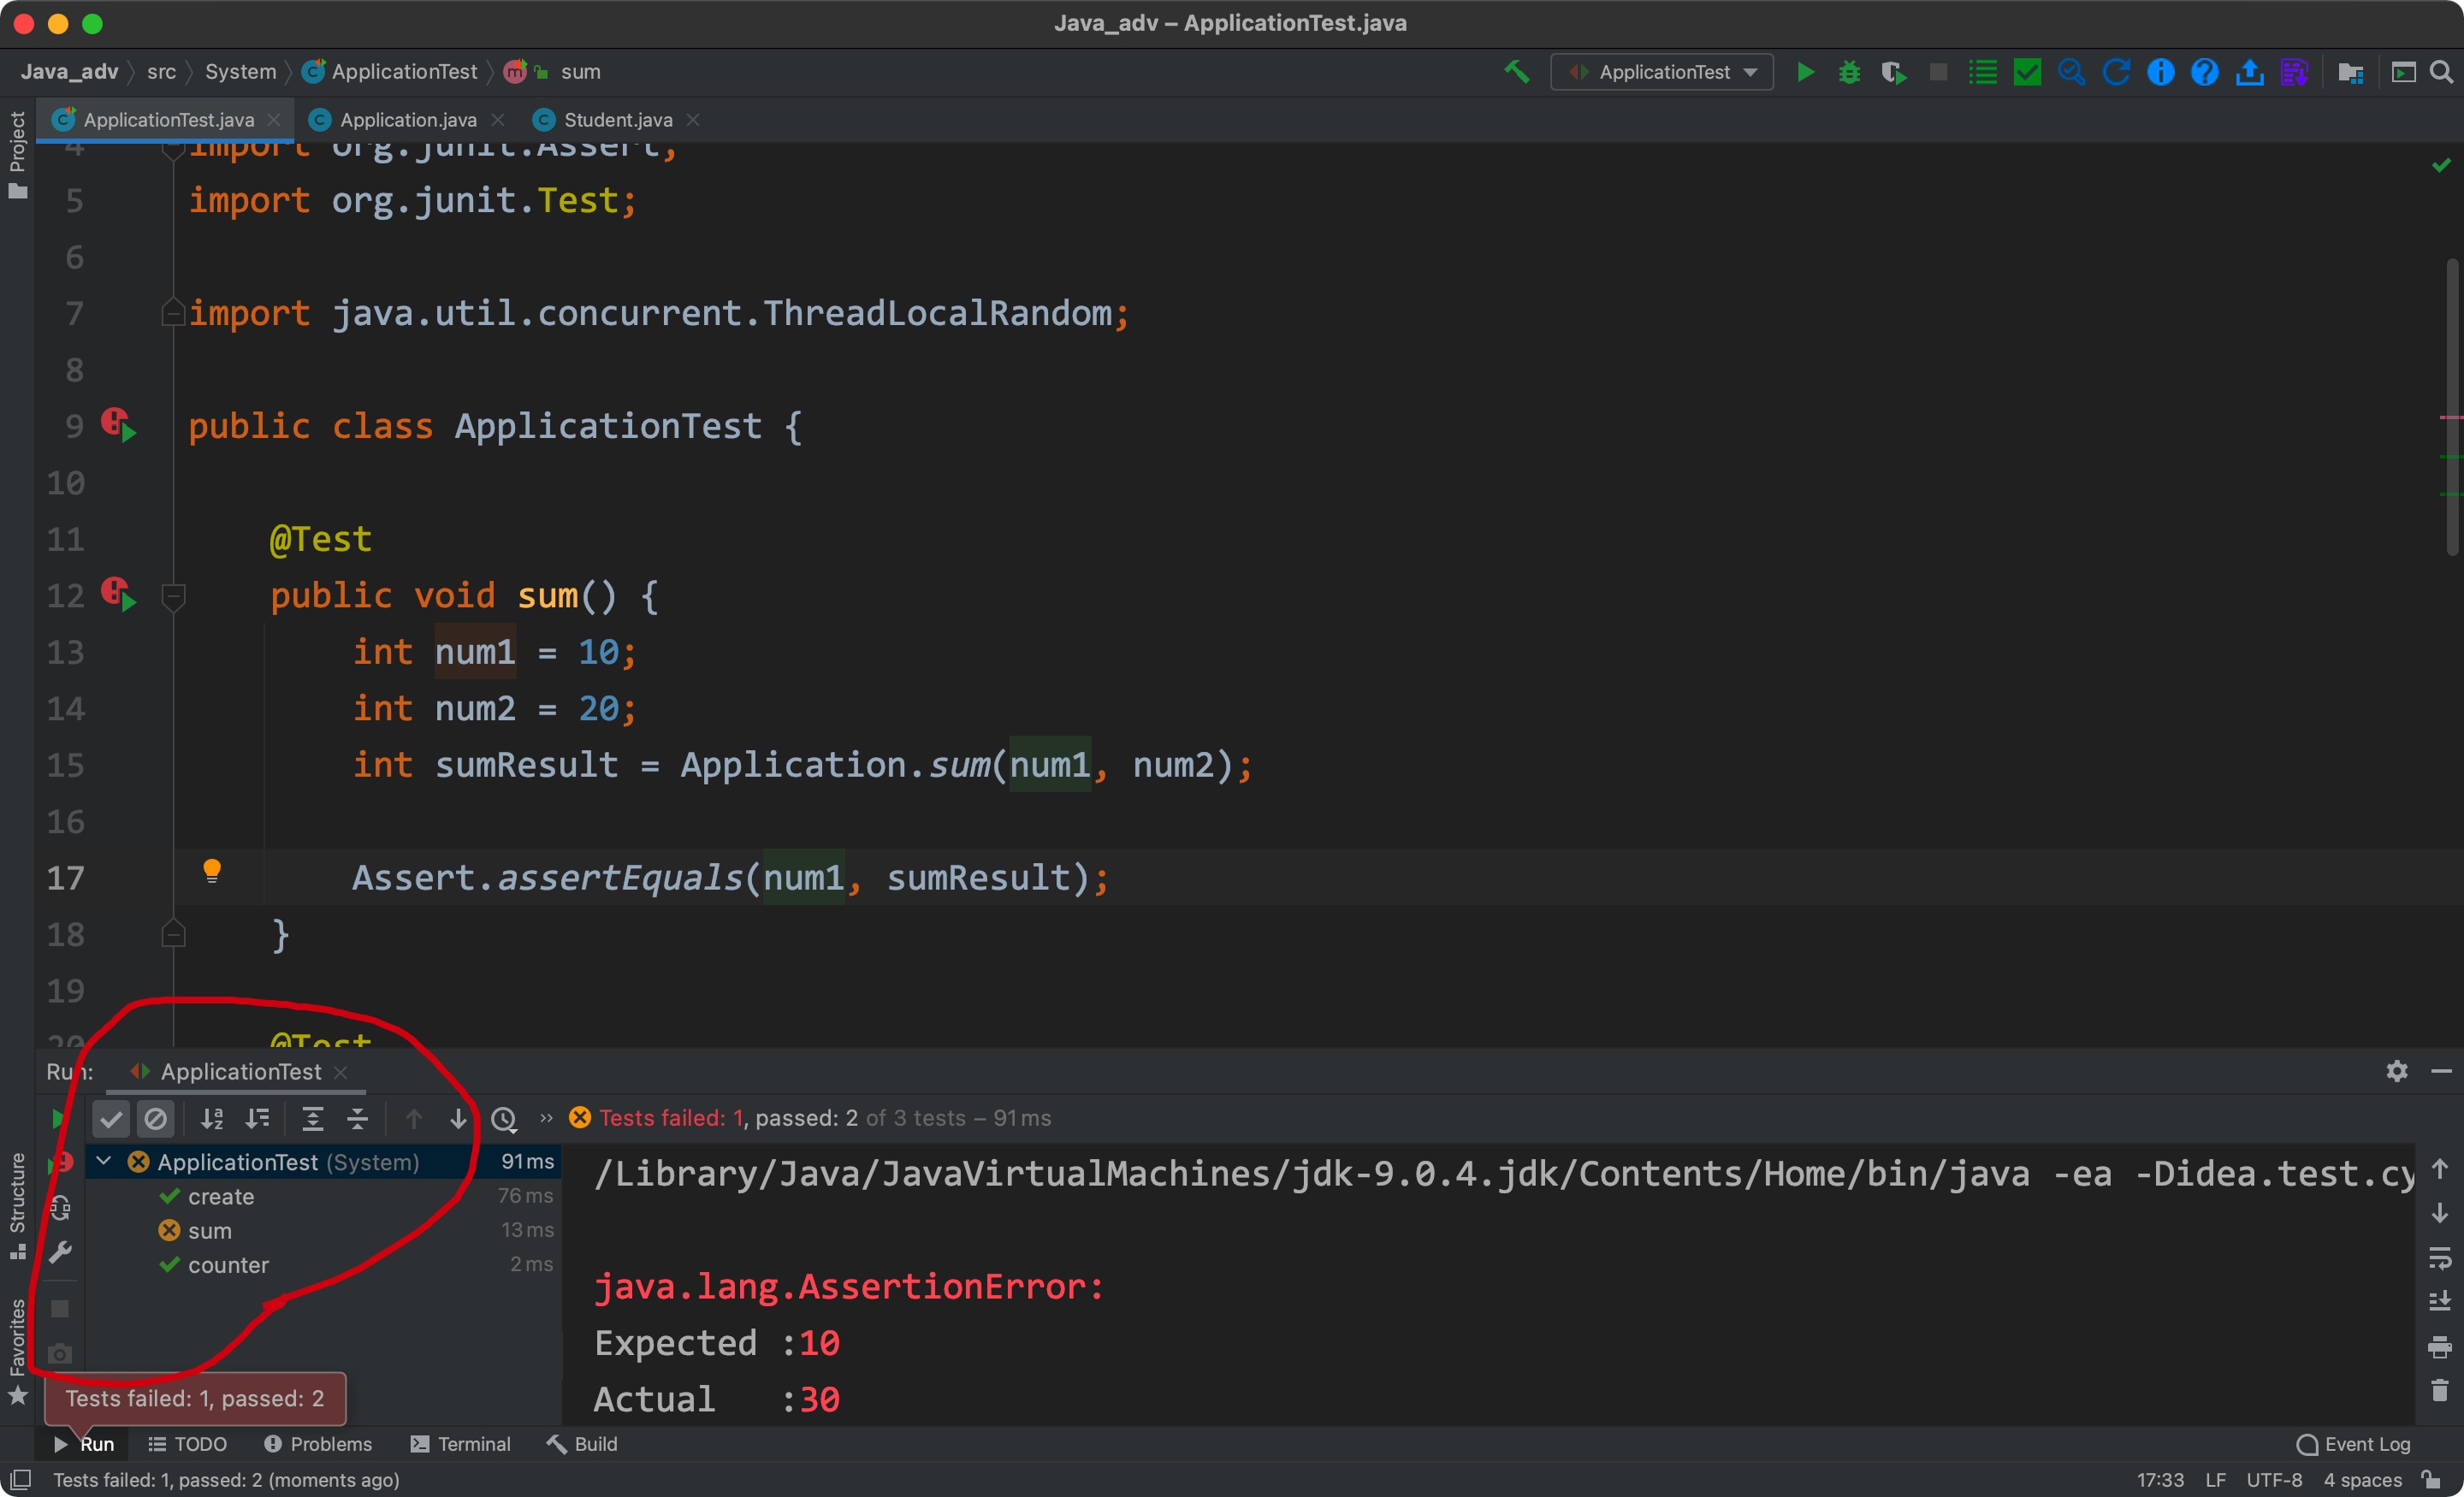 Java_adv – ApplicationTest.java
Java_adv src System ApplicationTest sum ApplicationTest
ApplicationTest.java Application.java Student.java
Project
4 import org.junit.Assert;
5 import org.junit.Test;
6
7 import java.util.concurrent.ThreadLocalRandom;
8
9 public class ApplicationTest {
10
11 @Test
12 public void sum() {
13 int num1 = 10;
14 int num2 = 20;
15 int sumResult = Application.sum(num1, num2);
16
17 Assert.assertEquals(num1, sumResult);
18 }
19
20 @Test
Run: ApplicationTest
Tests failed: 1, passed: 2 of 3 tests – 91 ms
ApplicationTest (System) 91 ms
create 76 ms
sum 13 ms
counter 2 ms
/Library/Java/JavaVirtualMachines/jdk-9.0.4.jdk/Contents/Home/bin/java -ea -Didea.test.cy
java.lang.AssertionError:
Expected :10
Actual :30
Structure
Favorites
Tests failed: 1, passed: 2
Run TODO Problems Terminal Build Event Log
Tests failed: 1, passed: 2 (moments ago) 17:33 LF UTF-8 4 spaces